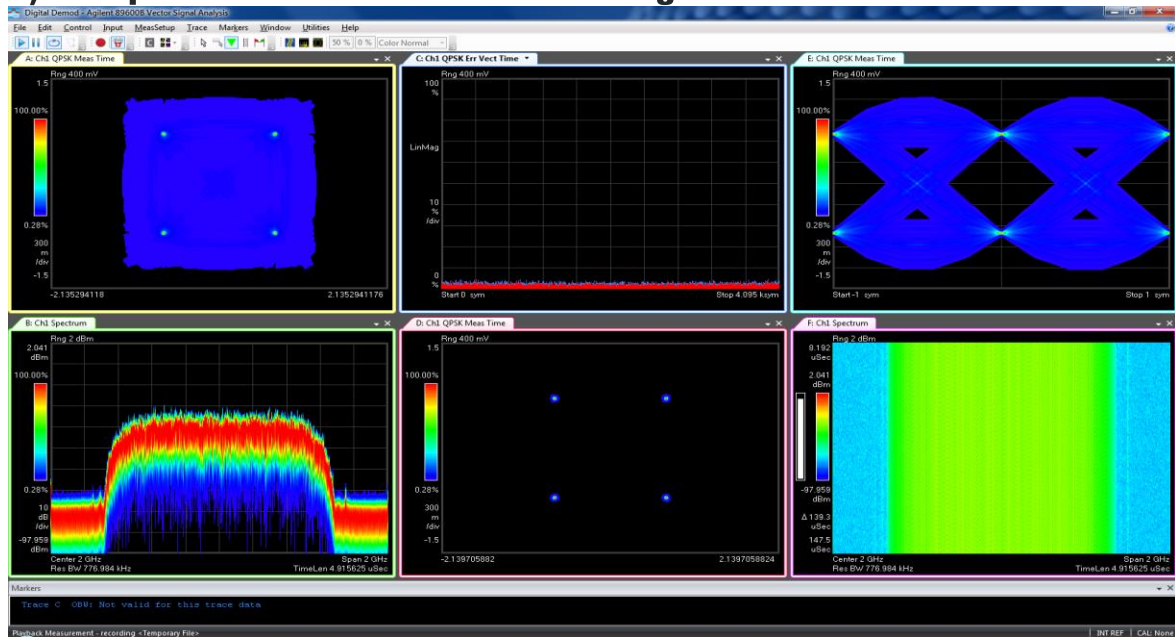 Digital Demod - Agilent 89600B Vector Signal Analysis
File Edit Control Input MeasSetup Trace Markers Window Utilities Help
50 % 0 % Color Normal
A: Ch1 QPSK Meas Time
Rng 400 mV
1.5
100.00%
0.28%
300
m
/div
-1.5
-2.135294118 2.1352941176
C: Ch1 QPSK Err Vect Time
Rng 400 mV
100
%
LinMag
10
%
/div
0
%
Start 0 sym Stop 4.095 ksym
E: Ch1 QPSK Meas Time
Rng 400 mV
1.5
100.00%
0.28%
300
m
/div
-1.5
Start -1 sym Stop 1 sym
B: Ch1 Spectrum
Rng 2 dBm
2.041
dBm
100.00%
0.28%
10
dB
/div
-97.959
dBm
Center 2 GHz Span 2 GHz
Res BW 776.984 kHz TimeLen 4.915625 uSec
D: Ch1 QPSK Meas Time
Rng 400 mV
1.5
100.00%
0.28%
300
m
/div
-1.5
-2.139705882 2.1397058824
F: Ch1 Spectrum
Rng 2 dBm
8.192
uSec
2.041
dBm
-97.959
dBm
Δ 139.3
uSec
147.5
uSec
Center 2 GHz Span 2 GHz
Res BW 776.984 kHz TimeLen 4.915625 uSec
Markers
Trace C OBW: Not valid for this trace data
Playback Measurement - recording <Temporary File> INT REF CAL: None